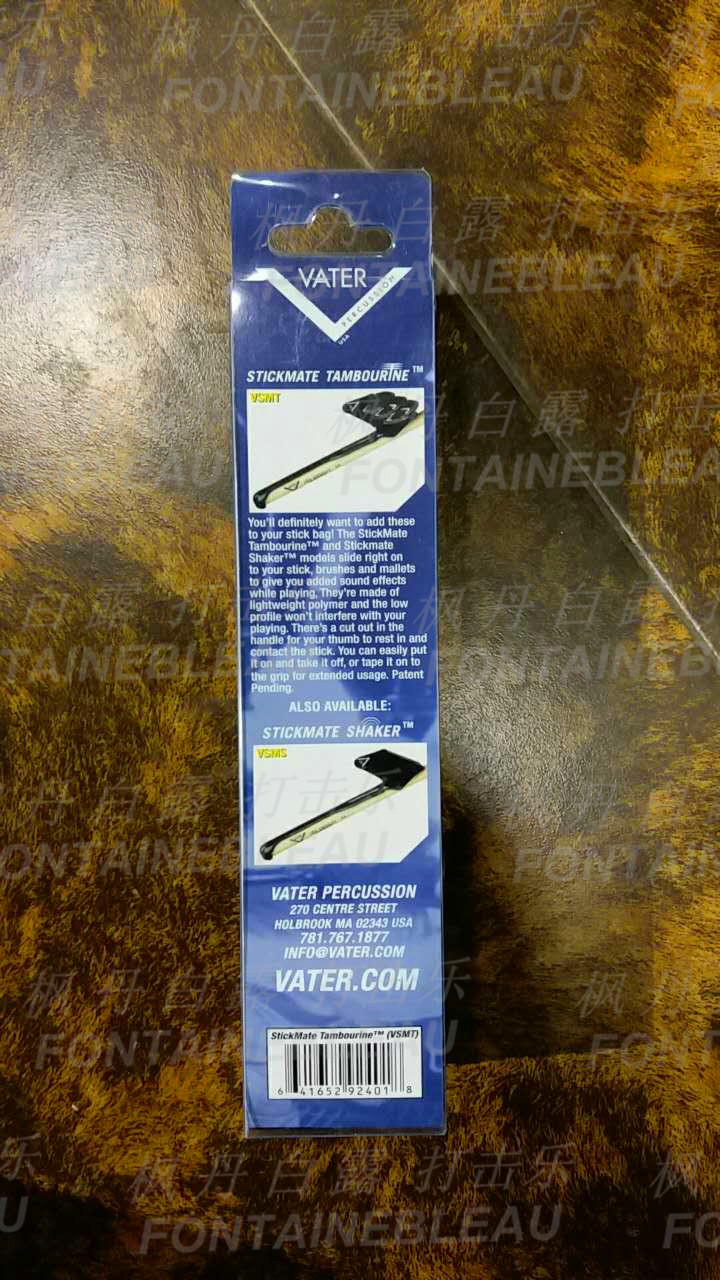 枫丹白露打击乐
FONTAINEBLEAU
VATER
PERCUSSION
USA
STICKMATE TAMBOURINE™
VSMT
You'll definitely want to add these
to your stick bag! The StickMate
Tambourine™ and Stickmate
Shaker™ models slide right on
to your stick, brushes and mallets
to give you added sound effects
while playing. They're made of
lightweight polymer and the low
profile won't interfere with your
playing. There's a cut out in the
handle for your thumb to rest in and
contact the stick. You can easily put
it on and take it off, or tape it on to
the grip for extended usage. Patent
Pending.
ALSO AVAILABLE:
STICKMATE SHAKER™
VSMS
VATER PERCUSSION
270 CENTRE STREET
HOLBROOK MA 02343 USA
781.767.1877
INFO@VATER.COM
VATER.COM
StickMate Tambourine™ (VSMT)
6 41652 92401 8